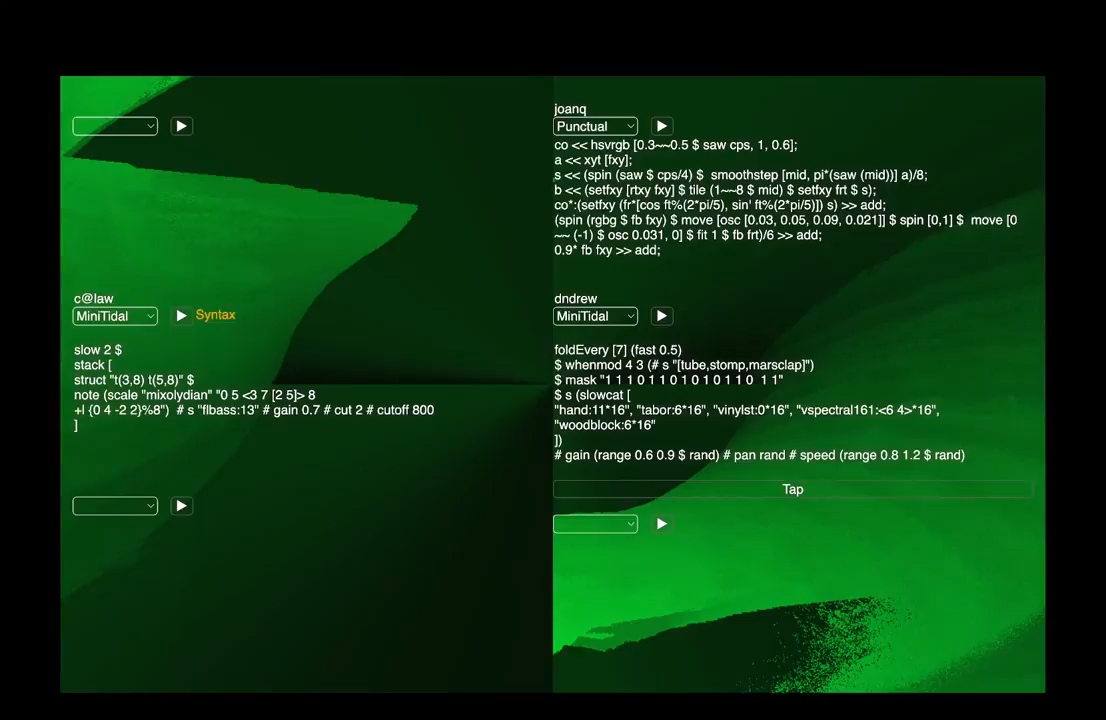 joanq
Punctual
co << hsvrgb [0.3~~0.5 $ saw cps, 1, 0.6];
a << xyt [fxy];
s << (spin (saw $ cps/4) $  smoothstep [mid, pi*(saw (mid))] a)/8;
b << (setfxy [rtxy fxy] $ tile (1~~8 $ mid) $ setfxy frt $ s);
co*:(setfxy (fr*[cos ft%(2*pi/5), sin' ft%(2*pi/5)]) s) >> add;
(spin (rgbg $ fb fxy) $ move [osc [0.03, 0.05, 0.09, 0.021]] $ spin [0,1] $  move [0
~~ (-1) $ osc 0.031, 0] $ fit 1 $ fb frt)/6 >> add;
0.9* fb fxy >> add;
c@law
MiniTidal
Syntax
slow 2 $
stack [
struct "t(3,8) t(5,8)" $
note (scale "mixolydian" "0 5 <3 7 [2 5]> 8
+| {0 4 -2 2}%8")  # s "flbass:13" # gain 0.7 # cut 2 # cutoff 800
]
dndrew
MiniTidal
foldEvery [7] (fast 0.5)
$ whenmod 4 3 (# s "[tube,stomp,marsclap]")
$ mask "1 1 1 0 1 1 0 1 0 1 0 1 1 0  1 1"
$ s (slowcat [
"hand:11*16", "tabor:6*16", "vinylst:0*16", "vspectral161:<6 4>*16",
"woodblock:6*16"
])
# gain (range 0.6 0.9 $ rand) # pan rand # speed (range 0.8 1.2 $ rand)
Tap